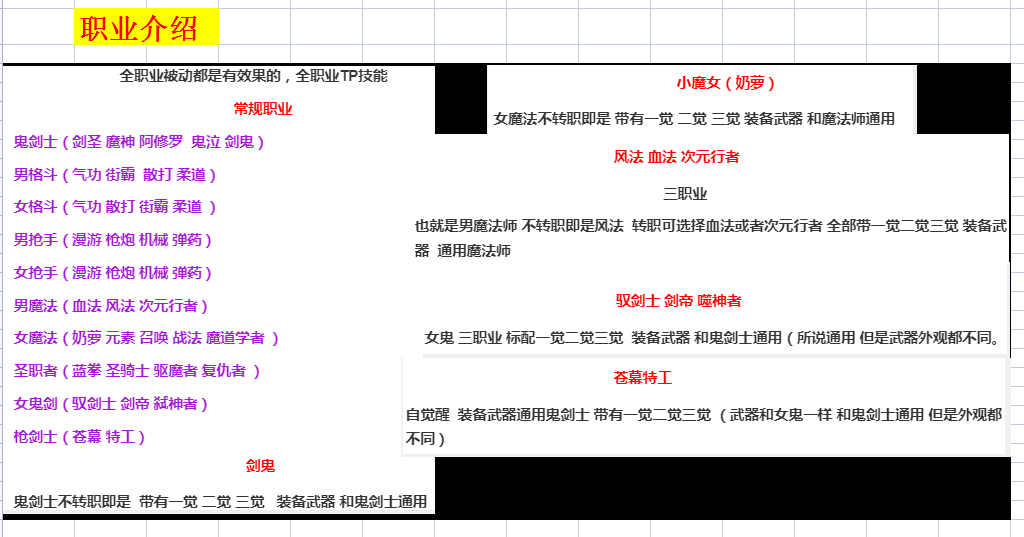 职业介绍
全职业被动都是有效果的，全职业TP技能
常规职业
鬼剑士（剑圣 魔神 阿修罗 鬼泣 剑鬼）
男格斗（气功 街霸 散打 柔道）
女格斗（气功 散打 街霸 柔道 ）
男抢手（漫游 枪炮 机械 弹药）
女抢手（漫游 枪炮 机械 弹药）
男魔法（血法 风法 次元行者）
女魔法（奶萝 元素 召唤 战法 魔道学者 ）
圣职者（蓝拳 圣骑士 驱魔者 复仇者 ）
女鬼剑（驭剑士 剑帝 弑神者）
枪剑士（苍幕 特工）
剑鬼
鬼剑士不转职即是 带有一觉 二觉 三觉 装备武器 和鬼剑士通用
小魔女（奶萝）
女魔法不转职即是 带有一觉 二觉 三觉 装备武器 和魔法师通用
风法 血法 次元行者
三职业
也就是男魔法师 不转职即是风法 转职可选择血法或者次元行者 全部带一觉二觉三觉 装备武
器 通用魔法师
驭剑士 剑帝 噬神者
女鬼 三职业 标配一觉二觉三觉 装备武器 和鬼剑士通用（所说通用 但是武器外观都不同。
苍幕特工
自觉醒 装备武器通用鬼剑士 带有一觉二觉三觉 （武器和女鬼一样 和鬼剑士通用 但是外观都
不同）